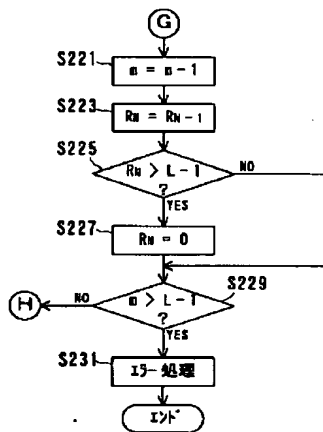 G
S221
m = m - 1
S223
RN = RN - 1
S225
RN > L - 1
?
NO
YES
S227
RN = 0
S229
m > L - 1
?
NO
H
YES
S231
エラー処理
エンド